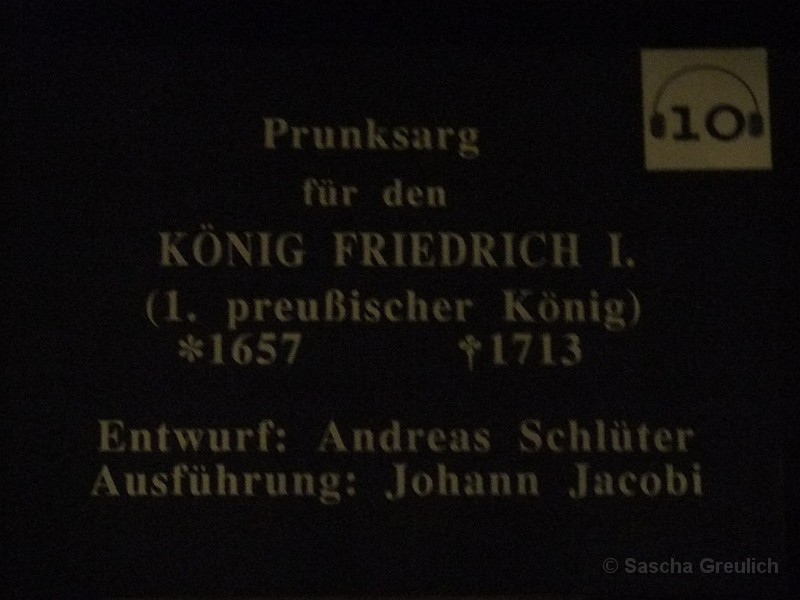 10
Prunksarg
für den
KÖNIG FRIEDRICH I.
(1. preußischer König)
*1657 †1713
Entwurf: Andreas Schlüter
Ausführung: Johann Jacobi
© Sascha Greulich